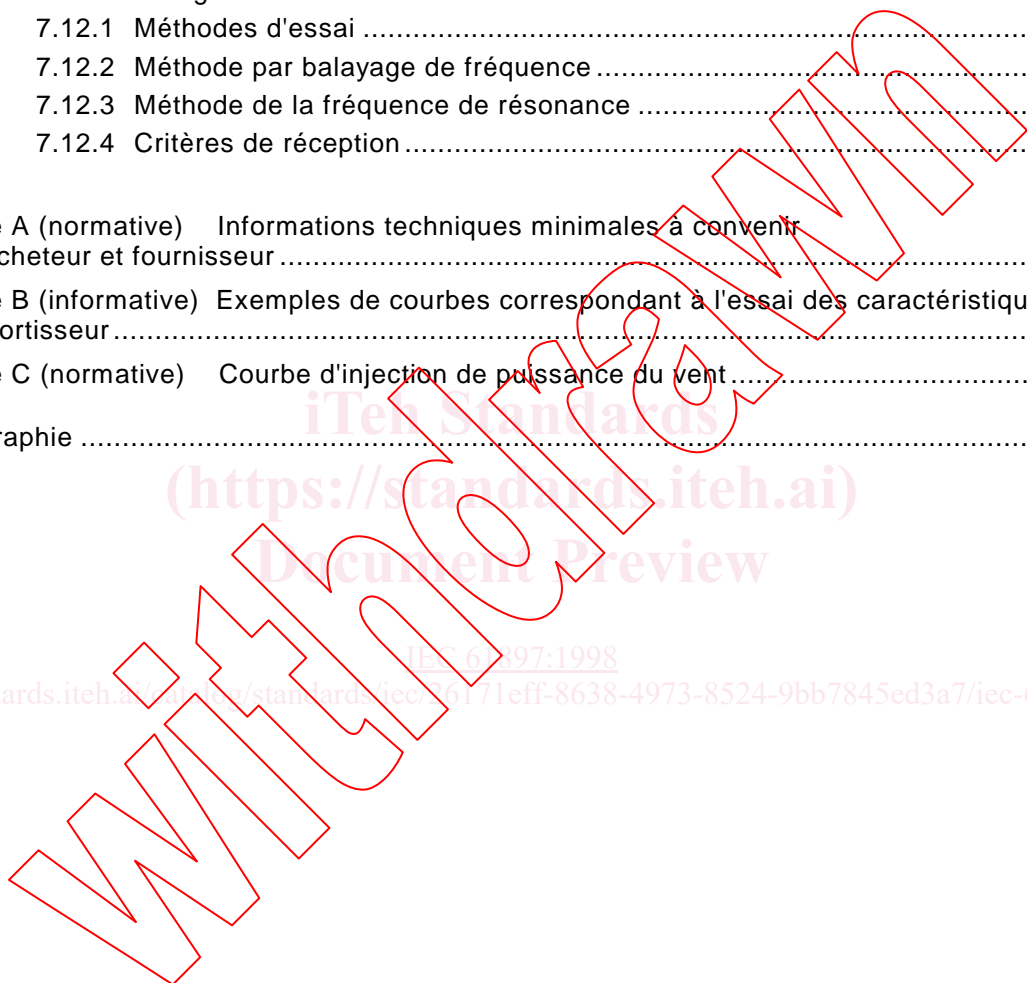 7.12.1 Méthodes d'essai ....................................................................................................
7.12.2 Méthode par balayage de fréquence ................................................................
7.12.3 Méthode de la fréquence de résonance ..........................................................
7.12.4 Critères de réception .............................................................................................
e A (normative) Informations techniques minimales à convenir
cheteur et fournisseur ................................................................................................................
e B (informative) Exemples de courbes correspondant à l'essai des caractéristiqu
ortisseur ........................................................................................................................................
e C (normative) Courbe d'injection de puissance du vent .............................................
raphie .............................................................................................................................................
iTeh Standards
(https://standards.iteh.ai)
Document Preview
IEC 61897:1998
ards.iteh.ai/catalog/standards/iec/26171eff-8638-4973-8524-9bb7845ed3a7/iec-6
withdrawn